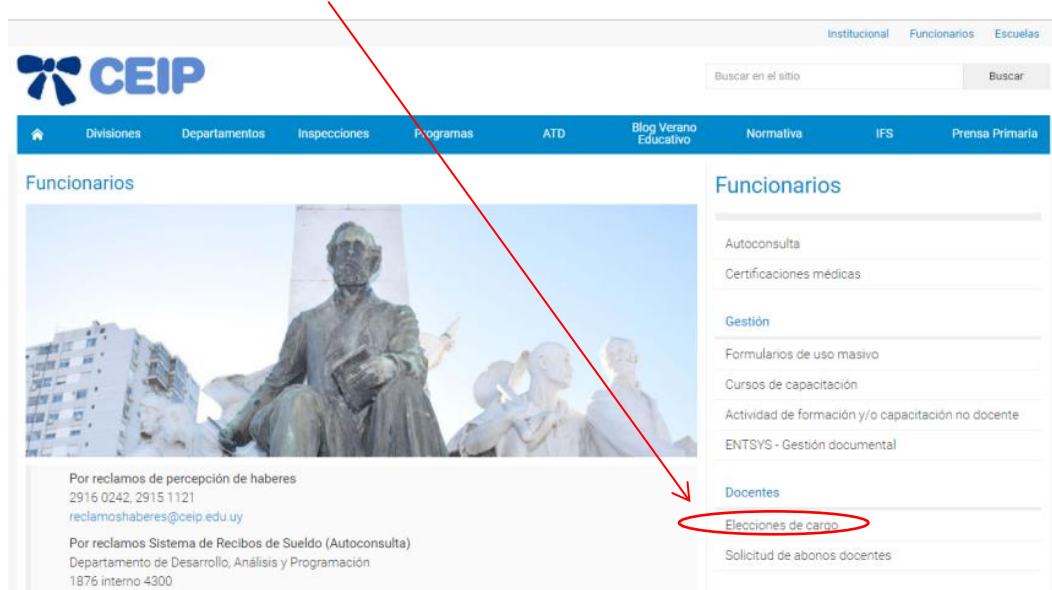 Institucional Funcionarios Escuelas
CEIP
Buscar en el sitio Buscar
Divisiones Departamentos Inspecciones Programas ATD Blog Verano Educativo Normativa IFS Prensa Primaria
Funcionarios
Por reclamos de percepción de haberes
2916 0242, 2915 1121
reclamoshaberes@ceip.edu.uy
Por reclamos Sistema de Recibos de Sueldo (Autoconsulta)
Departamento de Desarrollo, Análisis y Programación
1876 interno 4300
Funcionarios
Autoconsulta
Certificaciones médicas
Gestión
Formularios de uso masivo
Cursos de capacitación
Actividad de formación y/o capacitación no docente
ENTSYS - Gestión documental
Docentes
Elecciones de cargo
Solicitud de abonos docentes